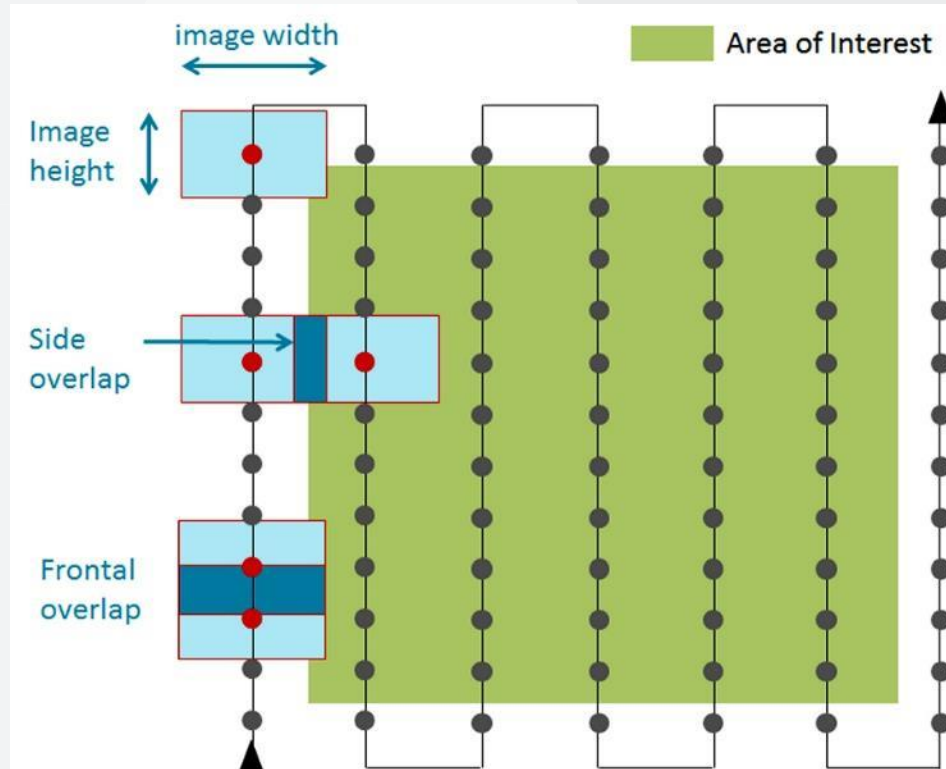 image width
Area of Interest
Image
height
Side
overlap
Frontal
overlap